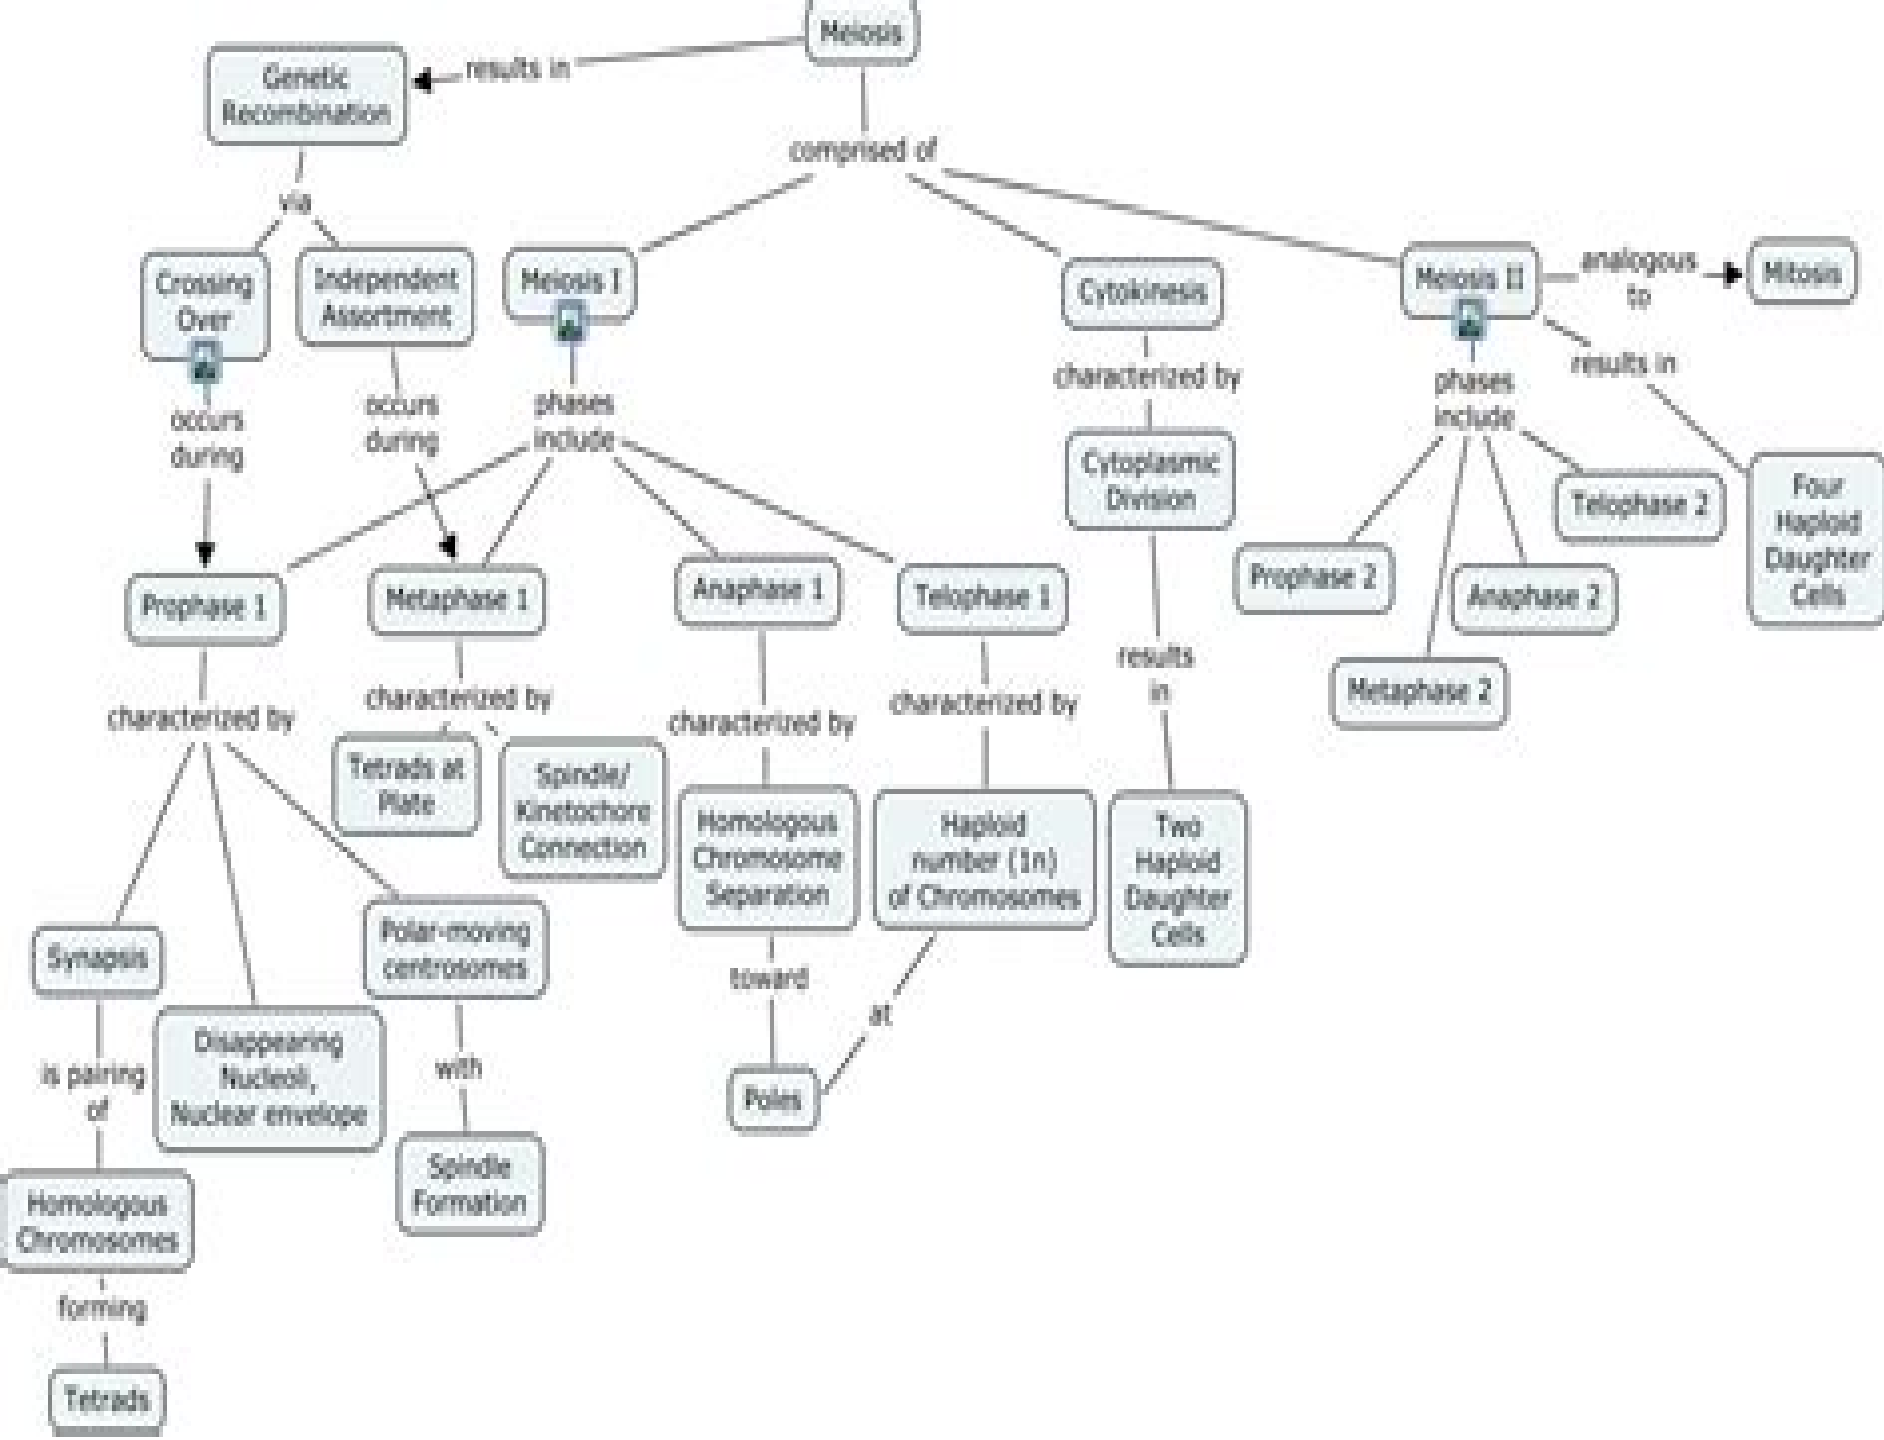 Meiosis
results in
Genetic
Recombination
comprised of
via
Crossing
Over
Independent
Assortment
Meiosis I
Cytokinesis
Meiosis II
analogous
to
Mitosis
occurs
during
occurs
during
phases
include
characterized by
phases
include
results in
Cytoplasmic
Division
Telophase 2
Four
Haploid
Daughter
Cells
Prophase 1
Metaphase 1
Anaphase 1
Telophase 1
Prophase 2
Anaphase 2
Metaphase 2
results
in
characterized by
characterized by
characterized by
characterized by
Tetrads at
Plate
Spindle/
Kinetochore
Connection
Homologous
Chromosome
Separation
Haploid
number (1n)
of Chromosomes
Two
Haploid
Daughter
Cells
Synapsis
Polar-moving
centrosomes
toward
at
is pairing
of
Disappearing
Nucleoli,
Nuclear envelope
with
Poles
Spindle
Formation
Homologous
Chromosomes
forming
Tetrads